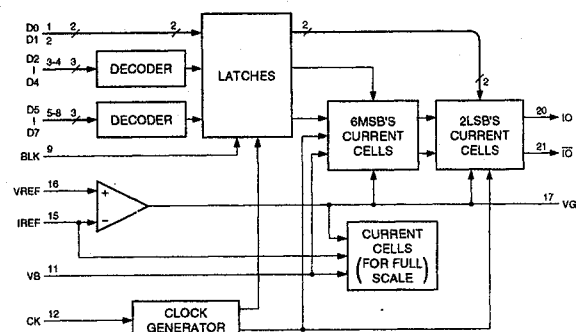 D0 1 2 2 2
D1 2
D2 3-4 3
D4
DECODER
LATCHES
2
D5 5-8 3
D7
DECODER
6MSB'S
CURRENT
CELLS
2LSB'S
CURRENT
CELLS
20 IO
21 IO
BLK 9
VREF 16
+
17 VG
IREF 15
−
CURRENT
CELLS
(FOR FULL
SCALE)
VB 11
CK 12
CLOCK
GENERATOR